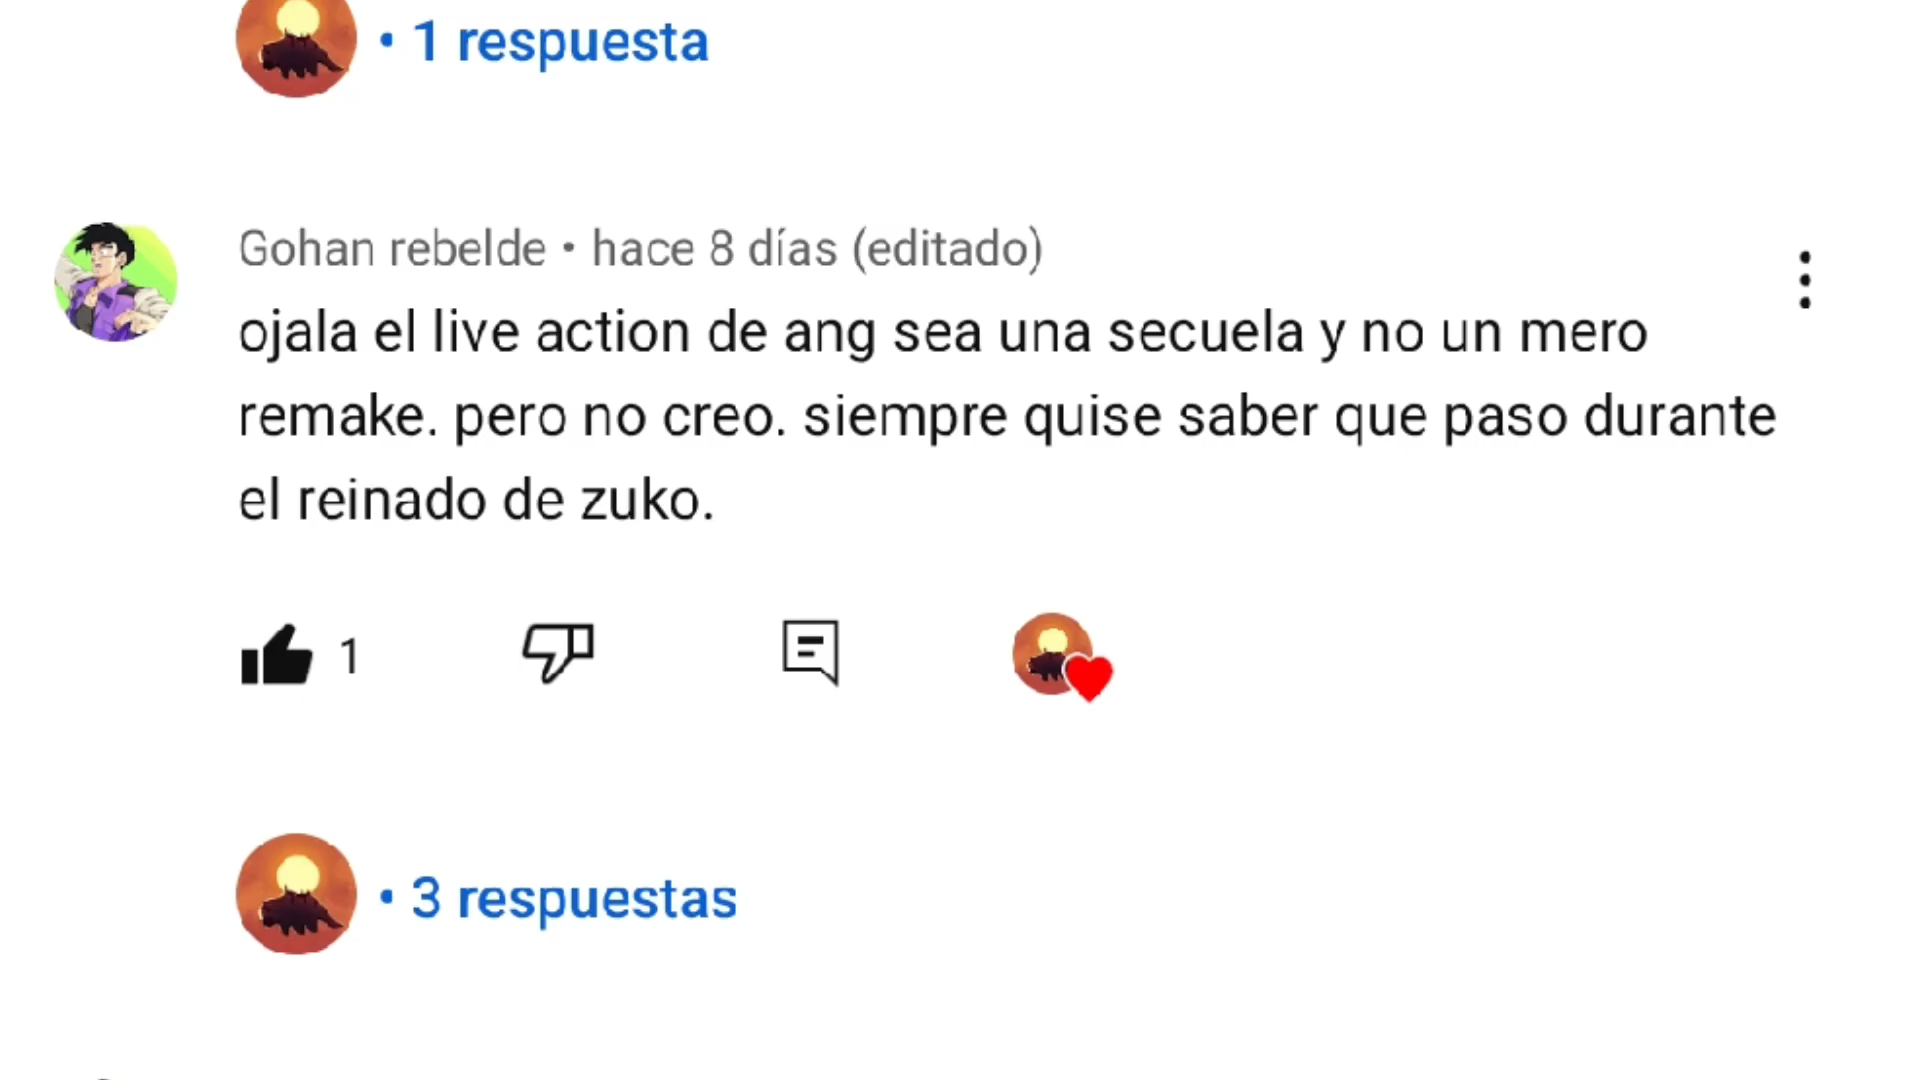 • 1 respuesta
Gohan rebelde • hace 8 días (editado)
ojala el live action de ang sea una secuela y no un mero
remake. pero no creo. siempre quise saber que paso durante
el reinado de zuko.
1
• 3 respuestas